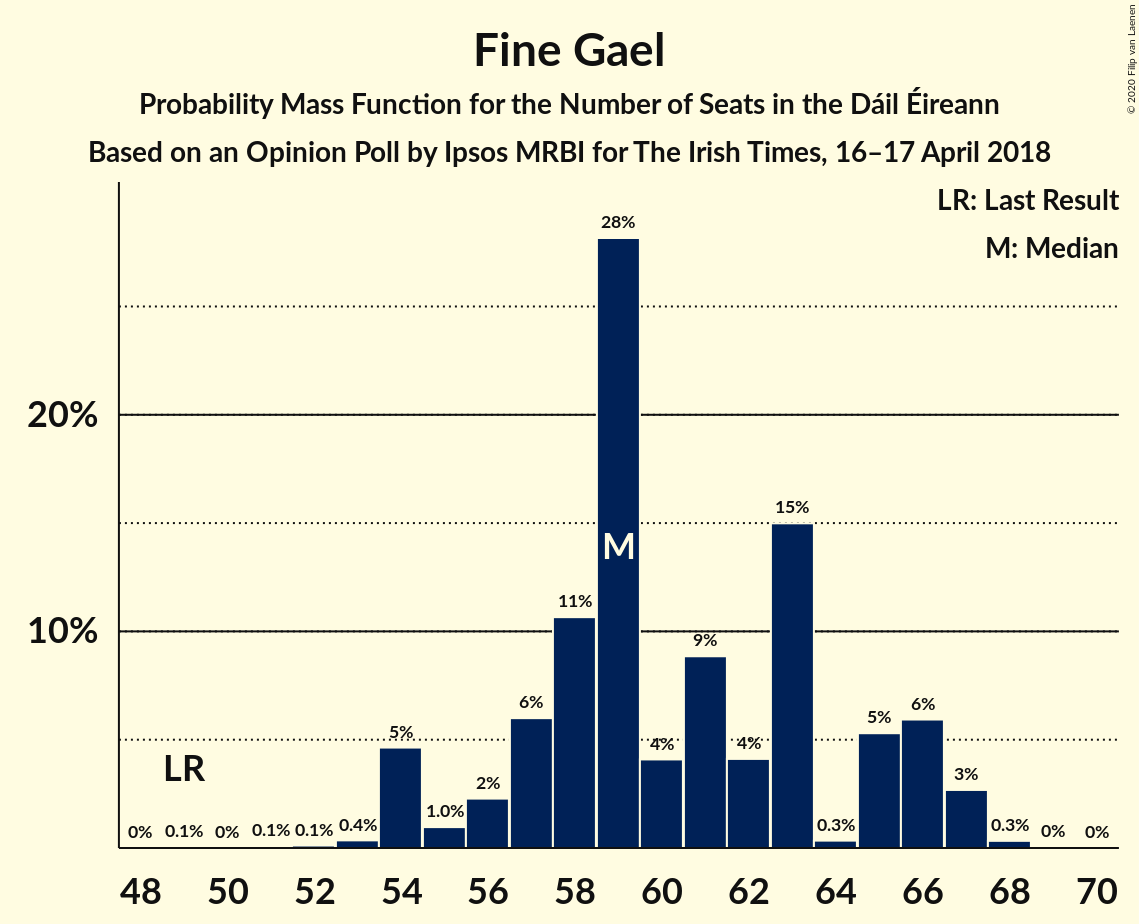 Fine Gael
Probability Mass Function for the Number of Seats in the Dáil Éireann
Based on an Opinion Poll by Ipsos MRBI for The Irish Times, 16–17 April 2018
© 2020 Filip van Laenen
LR: Last Result
M: Median
28%
20%
15%
M
11%
10%
9%
6%
6%
5%
5%
4%
4%
LR
2%
3%
0%
0.1%
0%
0.1%
0.1%
0.4%
1.0%
0.3%
0.3%
0%
0%
48 50 52 54 56 58 60 62 64 66 68 70